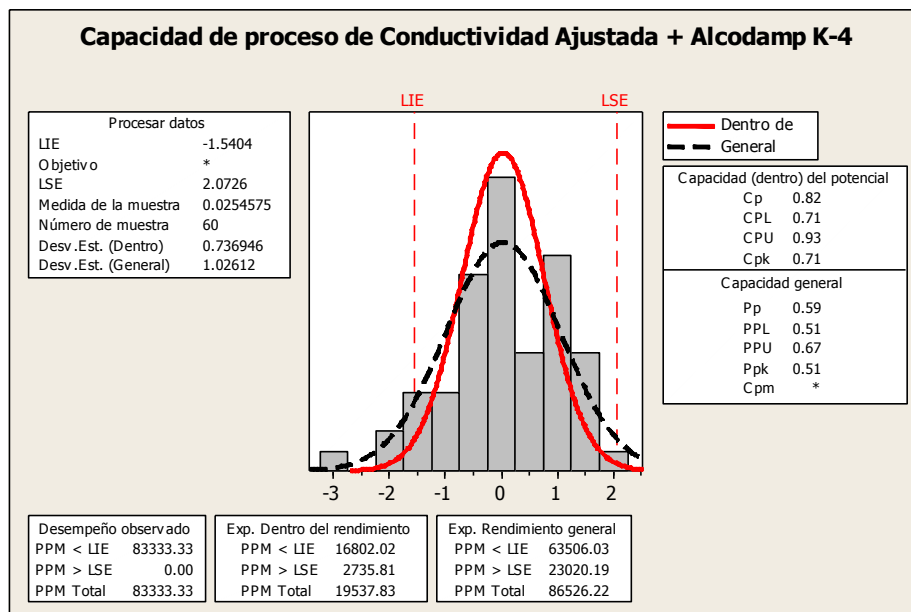 Capacidad de proceso de Conductividad Ajustada + Alcodamp K-4
LIE LSE
Procesar datos
LIE -1.5404
Objetivo *
LSE 2.0726
Medida de la muestra 0.0254575
Número de muestra 60
Desv.Est. (Dentro) 0.736946
Desv.Est. (General) 1.02612
Dentro de
General
Capacidad (dentro) del potencial
Cp 0.82
CPL 0.71
CPU 0.93
Cpk 0.71
Capacidad general
Pp 0.59
PPL 0.51
PPU 0.67
Ppk 0.51
Cpm *
-3 -2 -1 0 1 2
Desempeño observado
PPM < LIE 83333.33
PPM > LSE 0.00
PPM Total 83333.33
Exp. Dentro del rendimiento
PPM < LIE 16802.02
PPM > LSE 2735.81
PPM Total 19537.83
Exp. Rendimiento general
PPM < LIE 63506.03
PPM > LSE 23020.19
PPM Total 86526.22